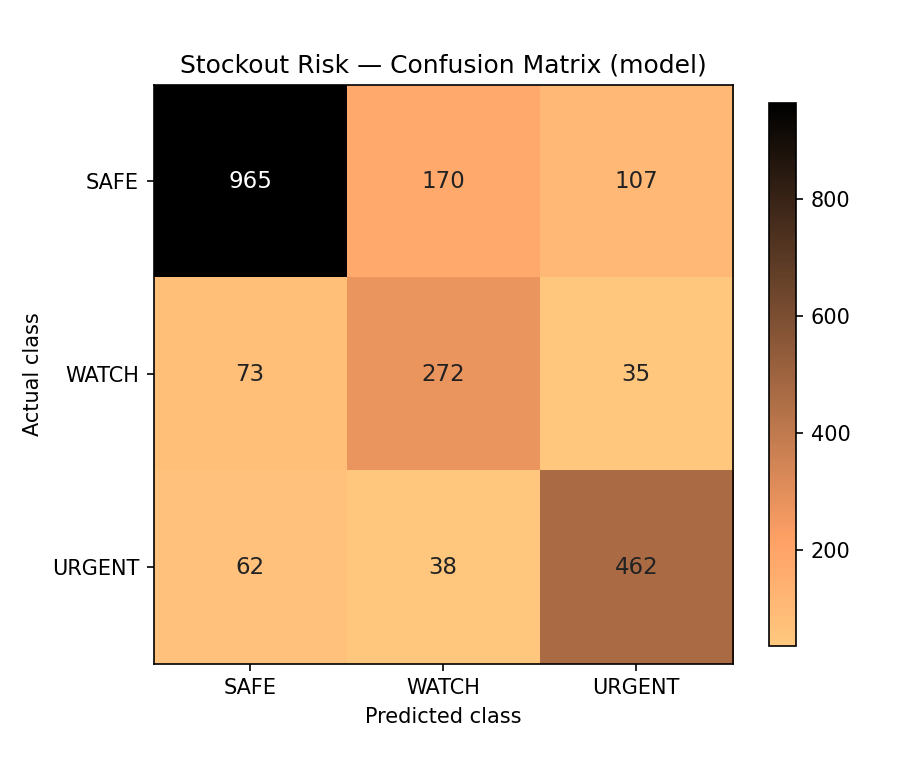 Stockout Risk — Confusion Matrix (model)
SAFE 965 170 107
WATCH 73 272 35
URGENT 62 38 462
SAFE WATCH URGENT
Predicted class
Actual class
800
600
400
200